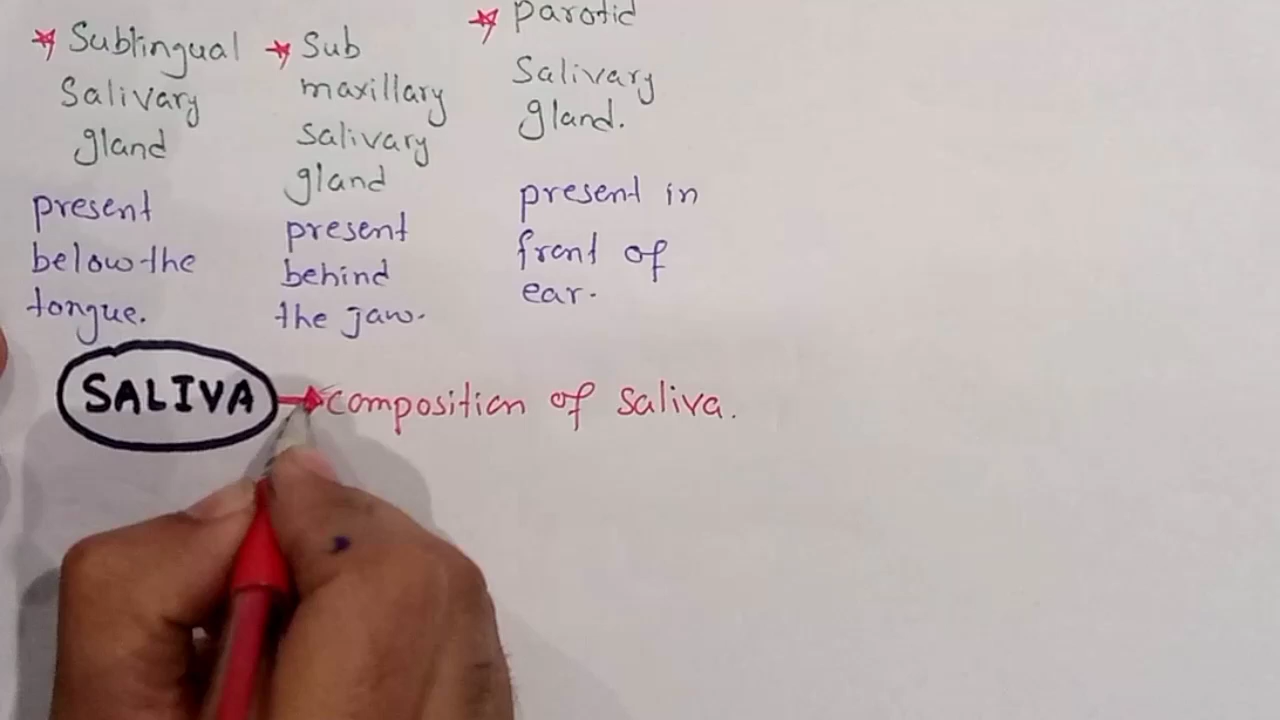 Sublingual
Salivary
gland
present
below the
tongue.
Sub
maxillary
salivary
gland
present
behind
the jaw.
parotid
Salivary
gland.
present in
front of
ear.
SALIVA
composition of saliva.